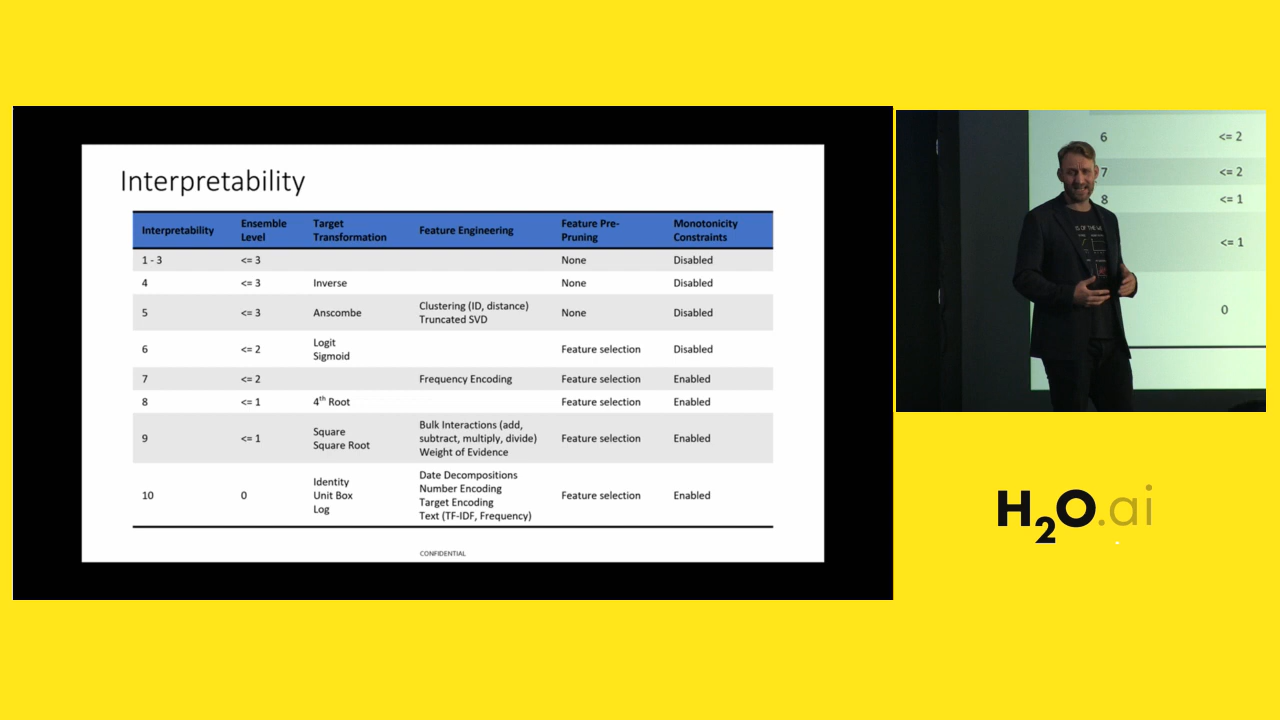 Interpretability
Interpretability Ensemble Level Target Transformation Feature Engineering Feature Pre-Pruning Monotonicity Constraints
1 - 3 <= 3 None Disabled
4 <= 3 Inverse None Disabled
5 <= 3 Anscombe Clustering (ID, distance) Truncated SVD None Disabled
6 <= 2 Logit Sigmoid Feature selection Disabled
7 <= 2 Frequency Encoding Feature selection Enabled
8 <= 1 4th Root Feature selection Enabled
9 <= 1 Square Square Root Bulk Interactions (add, subtract, multiply, divide) Weight of Evidence Feature selection Enabled
10 0 Identity Unit Box Log Date Decompositions Number Encoding Target Encoding Text (TF-IDF, Frequency) Feature selection Enabled
CONFIDENTIAL
6 <= 2
7 <= 2
8 <= 1
<= 1
0
H2O.ai